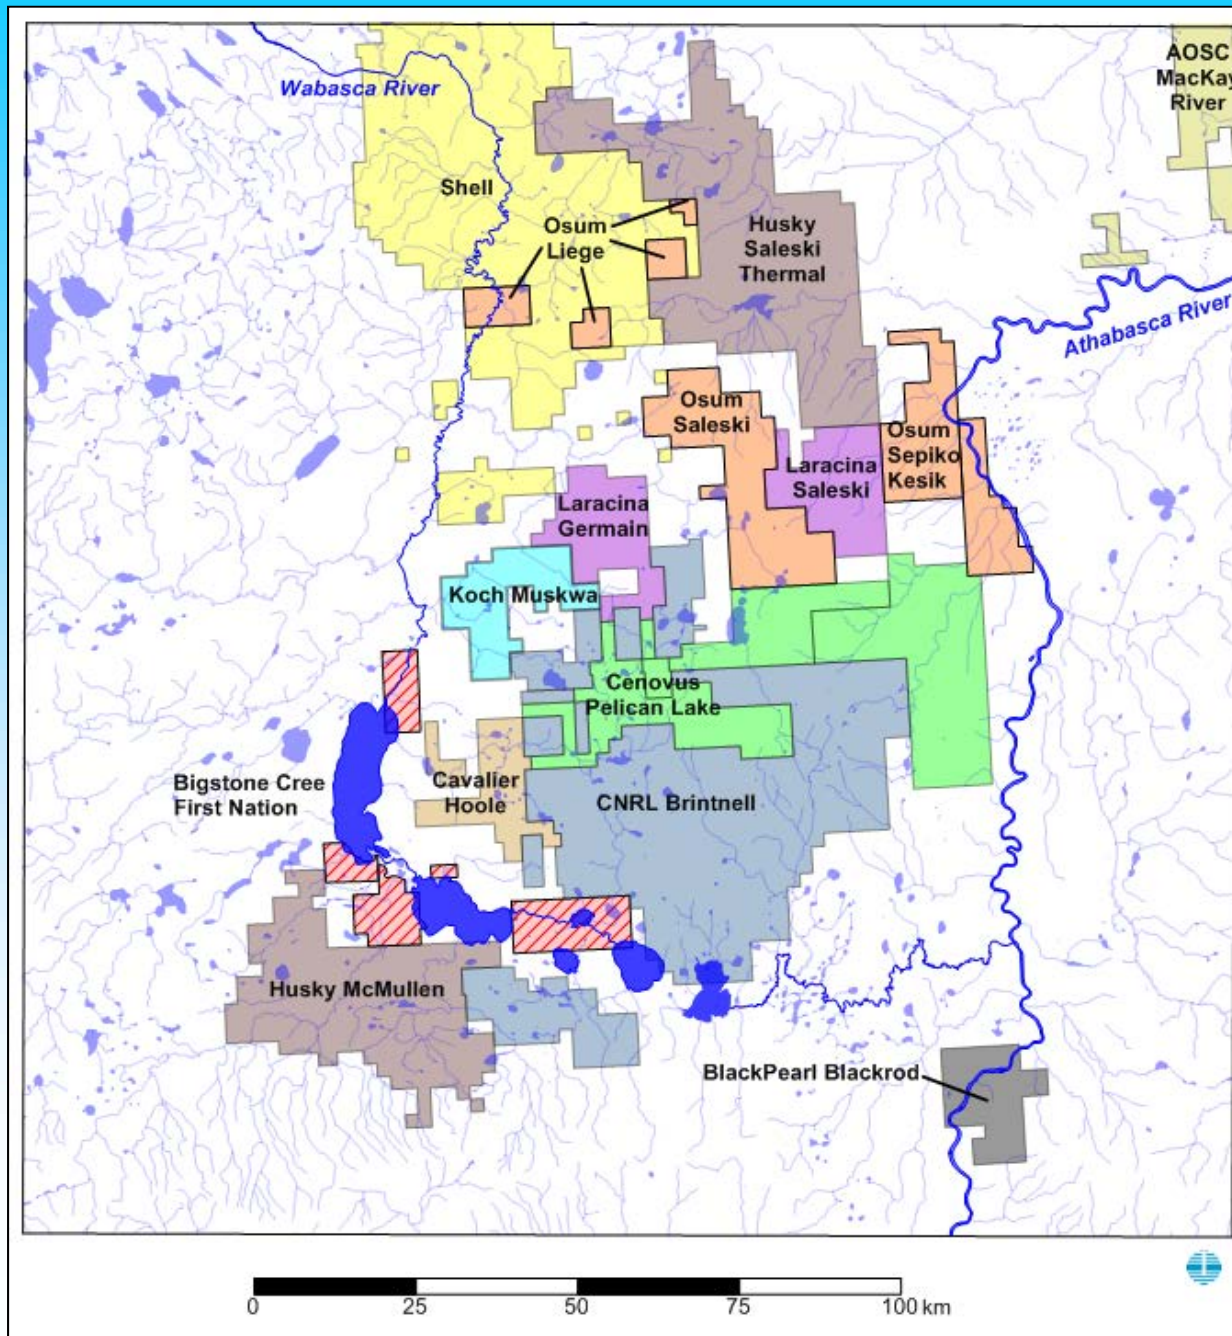 Wabasca River
AOSC
MacKay
River
Shell
Osum
Liege
Husky
Saleski
Thermal
Athabasca River
Osum
Saleski
Osum
Sepiko
Kesik
Laracina
Saleski
Laracina
Germain
Koch Muskwa
Cenovus
Pelican Lake
Bigstone Cree
First Nation
Cavalier
Hoole
CNRL Brintnell
Husky McMullen
BlackPearl Blackrod
0 25 50 75 100 km